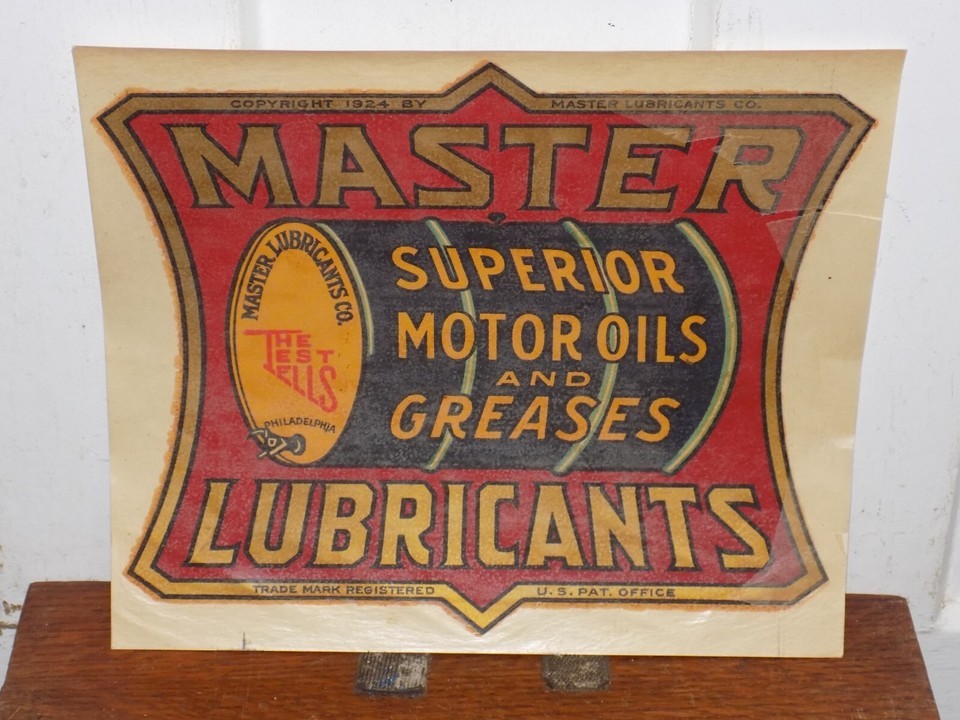 COPYRIGHT 1924 BY MASTER LUBRICANTS CO.
MASTER
MASTER LUBRICANTS CO.
THE
TEST
TELLS
PHILADELPHIA
SUPERIOR
MOTOR OILS
AND
GREASES
LUBRICANTS
TRADE MARK REGISTERED U.S. PAT. OFFICE